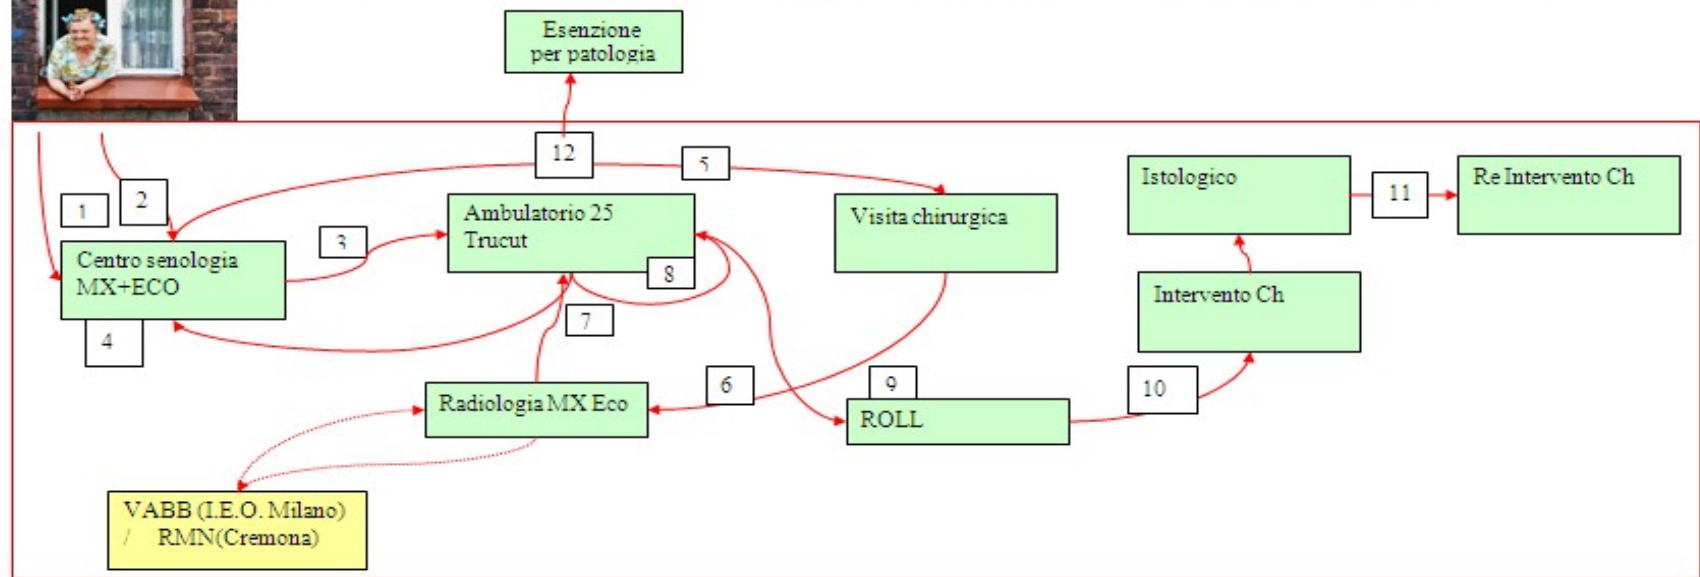 Esenzione
per patologia
12
5
1
2
3
Ambulatorio 25
Trucut
8
Visita chirurgica
Istologico
11
Re Intervento Ch
Centro senologia
MX+ECO
4
7
Intervento Ch
Radiologia MX Eco
6
9
ROLL
10
VABB (I.E.O. Milano)
/ RMN(Cremona)